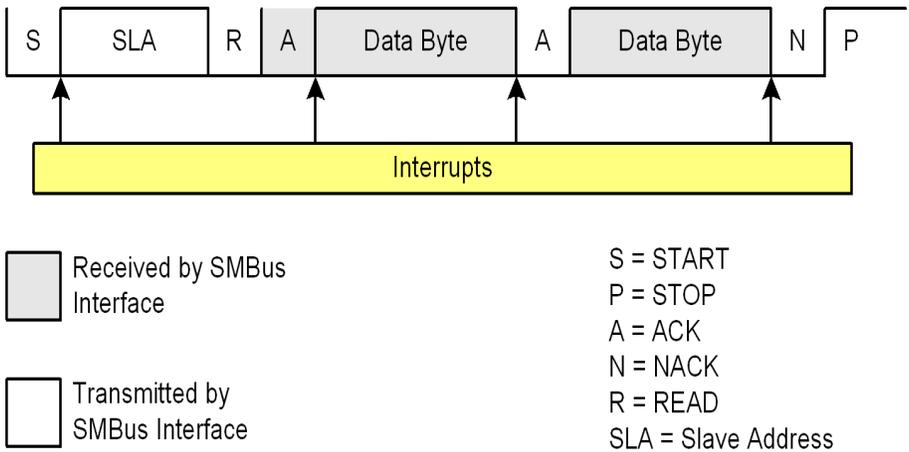 S SLA R A Data Byte A Data Byte N P
Interrupts
Received by SMBus
Interface
Transmitted by
SMBus Interface
S = START
P = STOP
A = ACK
N = NACK
R = READ
SLA = Slave Address